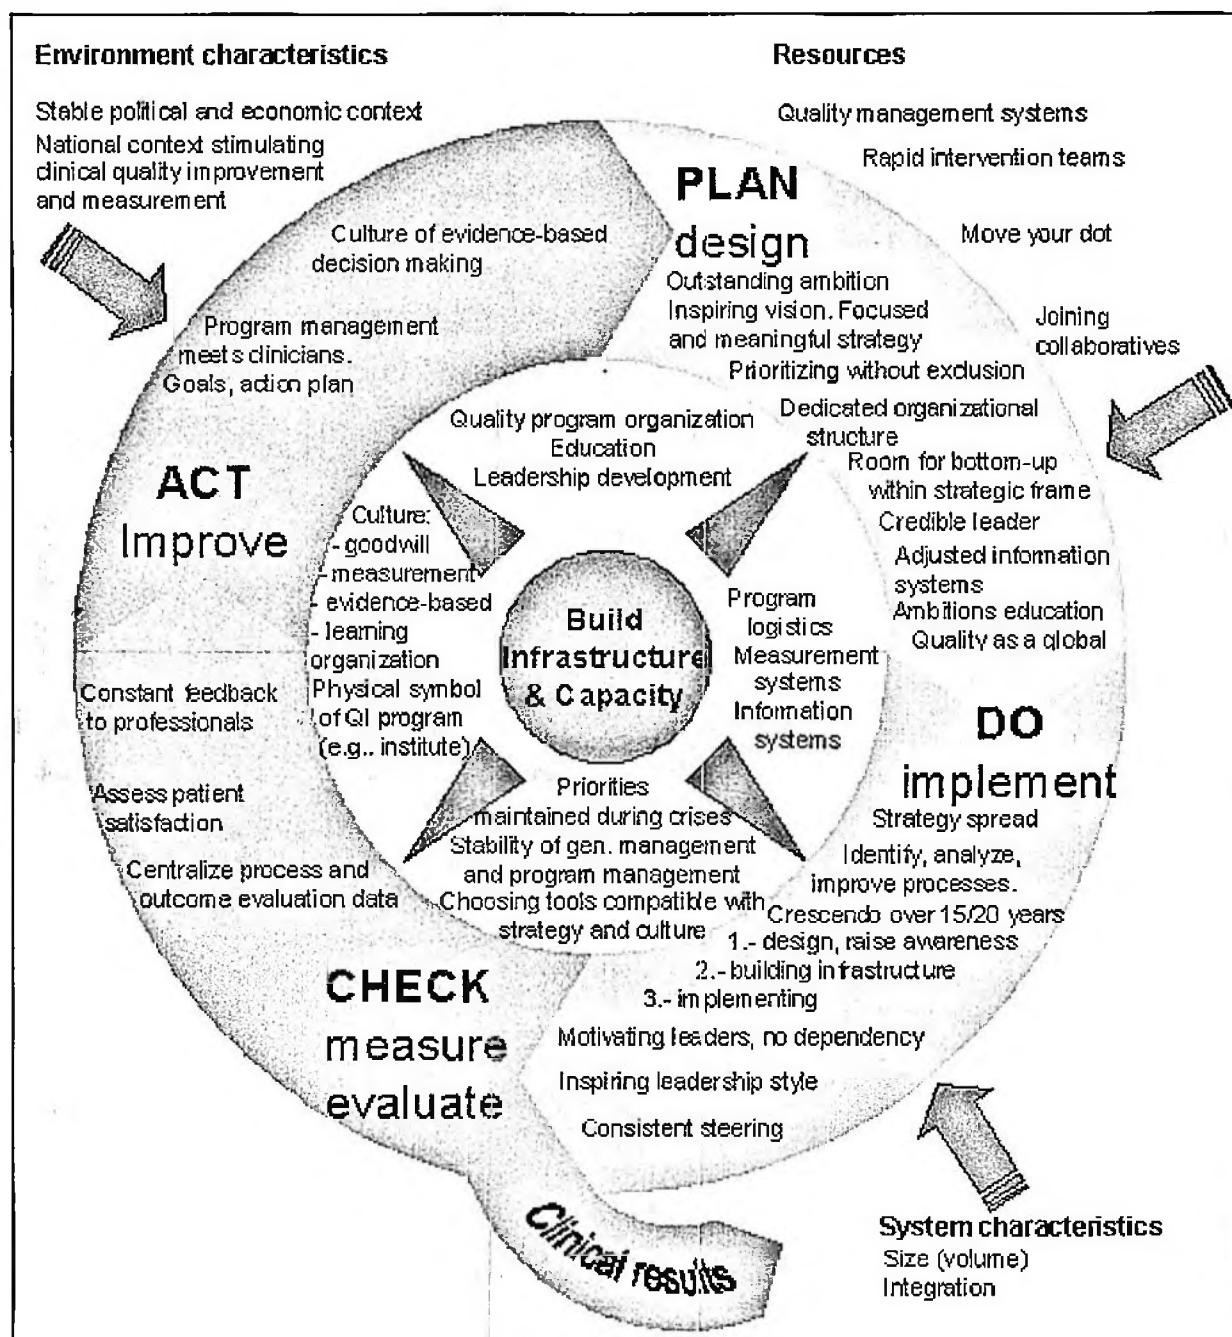 Environment characteristics
Stable political and economic context
National context stimulating
clinical quality improvement
and measurement
Resources
Quality management systems
Rapid intervention teams
Move your dot
Joining
collaboratives
PLAN
design
Outstanding ambition
Inspiring vision. Focused
and meaningful strategy
Prioritizing without exclusion
Dedicated organizational
structure
Room for bottom-up
within strategic frame
Credible leader
Adjusted information
systems
Ambitions education
Quality as a global
DO
implement
Strategy spread
Identify, analyze,
improve processes.
Crescendo over 15/20 years
1.- design, raise awareness
2.- building infrastructure
3.- implementing
Motivating leaders, no dependency
Inspiring leadership style
Consistent steering
CHECK
measure
evaluate
Centralize process and
outcome evaluation data
Assess patient
satisfaction
Constant feedback
to professionals
ACT
Improve
Program management
meets clinicians.
Goals, action plan
Culture of evidence-based
decision making
Quality program organization
Education
Leadership development
Culture:
- goodwill
- measurement
- evidence-based
- learning
organization
Physical symbol
of QI program
(e.g.. institute)
Build
Infrastructure
& Capacity
Program
logistics
Measurement
systems
Information
systems
Priorities
maintained during crises
Stability of gen. management
and program management
Choosing tools compatible with
strategy and culture
Clinical results
System characteristics
Size (volume)
Integration